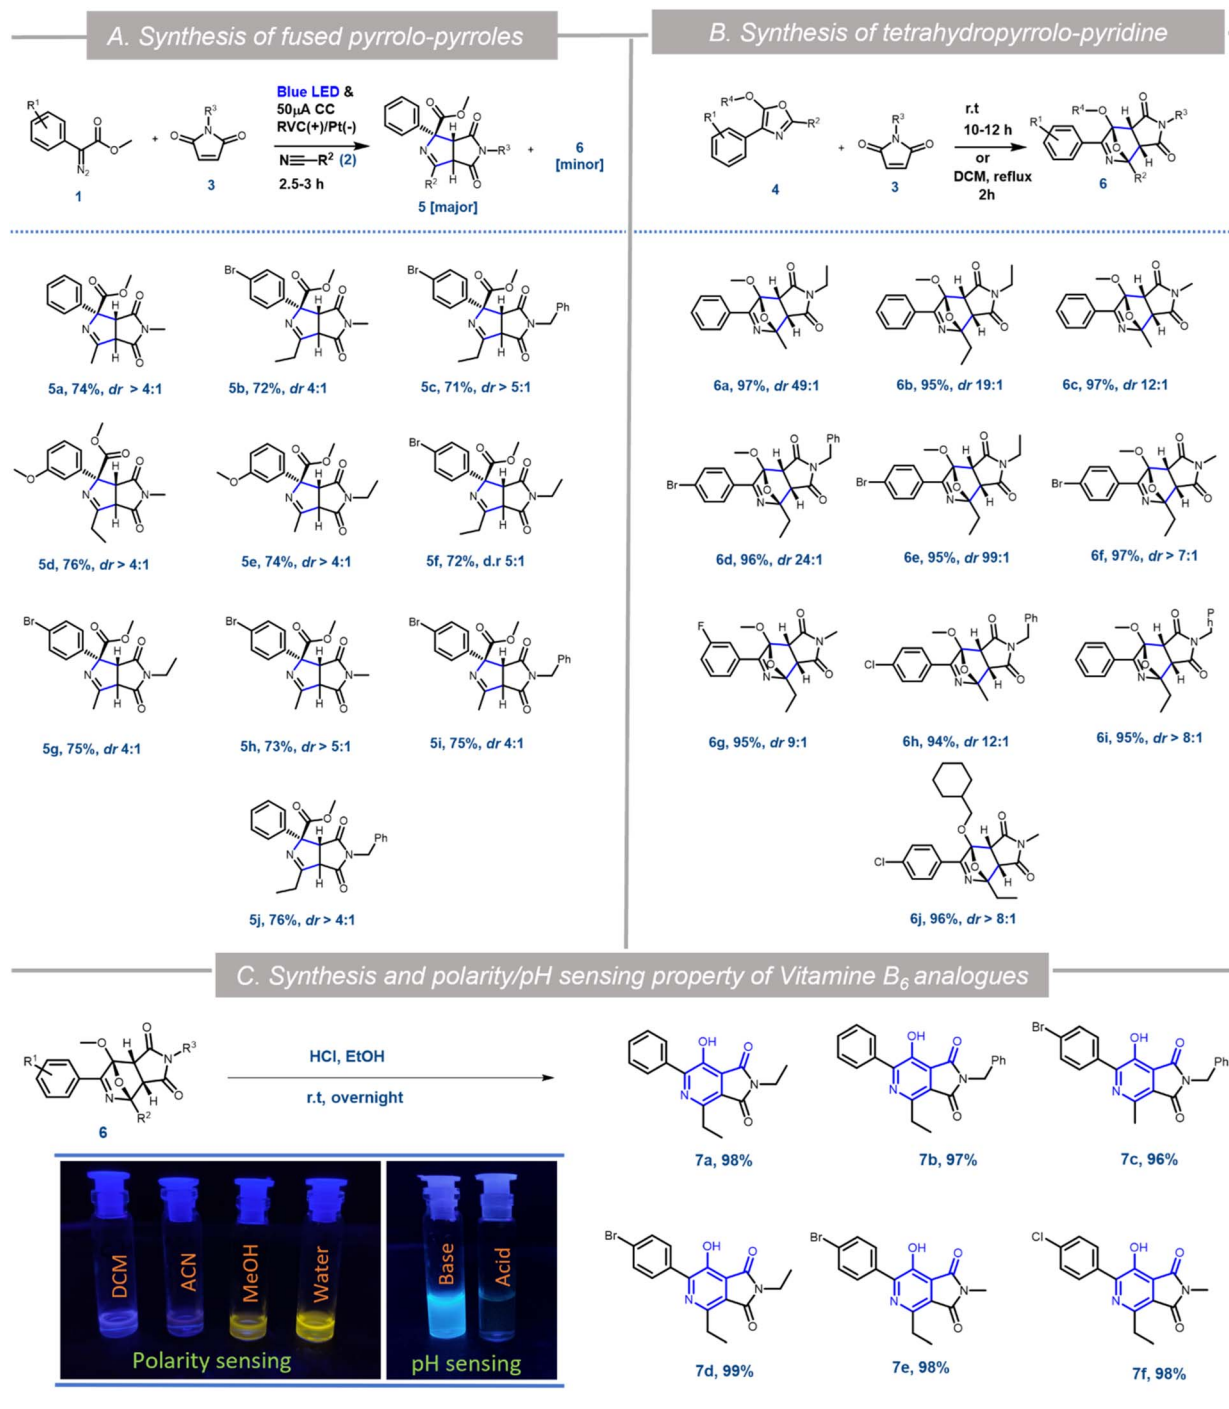 A. Synthesis of fused pyrrolo-pyrroles
B. Synthesis of tetrahydropyrrolo-pyridine
R¹
O
O
N₂
1
+
R³
N
O
O
3
Blue LED &
50µA CC
RVC(+)/Pt(-)
N≡R² (2)
2.5-3 h
5 [major]
+
6
[minor]
4
+
3
r.t
10-12 h
or
DCM, reflux
2h
6
5a, 74%, dr > 4:1
5b, 72%, dr 4:1
5c, 71%, dr > 5:1
6a, 97%, dr 49:1
6b, 95%, dr 19:1
6c, 97%, dr 12:1
5d, 76%, dr > 4:1
5e, 74%, dr > 4:1
5f, 72%, d.r 5:1
6d, 96%, dr 24:1
6e, 95%, dr 99:1
6f, 97%, dr > 7:1
5g, 75%, dr 4:1
5h, 73%, dr > 5:1
5i, 75%, dr 4:1
6g, 95%, dr 9:1
6h, 94%, dr 12:1
6i, 95%, dr > 8:1
5j, 76%, dr > 4:1
6j, 96%, dr > 8:1
C. Synthesis and polarity/pH sensing property of Vitamine B₆ analogues
6
HCl, EtOH
r.t, overnight
7a, 98%
7b, 97%
7c, 96%
DCM
ACN
MeOH
Water
Base
Acid
Polarity sensing
pH sensing
7d, 99%
7e, 98%
7f, 98%